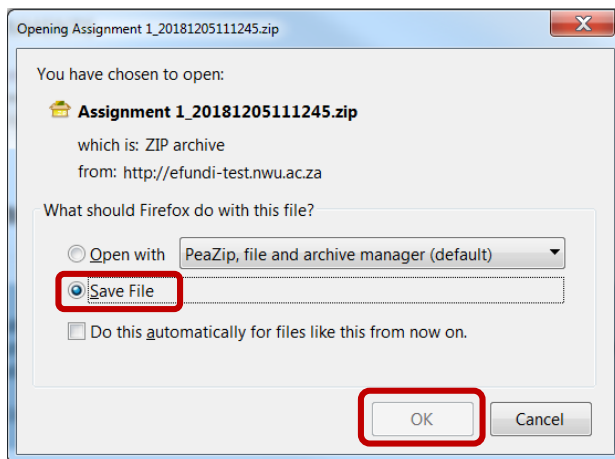 Opening Assignment 1_20181205111245.zip
You have chosen to open:
Assignment 1_20181205111245.zip
which is: ZIP archive
from: http://efundi-test.nwu.ac.za
What should Firefox do with this file?
Open with PeaZip, file and archive manager (default)
Save File
Do this automatically for files like this from now on.
OK Cancel